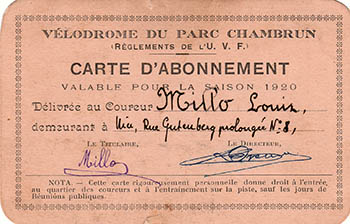 VÉLODROME DU PARC CHAMBRUN
(RÉGLEMENTS DE L'U. V. F)
CARTE D'ABONNEMENT
VALABLE POUR LA SAISON 1920
Délivrée au Coureur Millo Louis
demeurant à Nice, Rue Gutenberg prolongée No 8,
LE TITULAIRE, LE DIRECTEUR,
Millo
NOTA. - Cette carte rigoureusement personnelle donne droit à l'entrée,
au quartier des coureurs et à l'entraînement sur la piste, sauf les jours de
Réunions publiques.